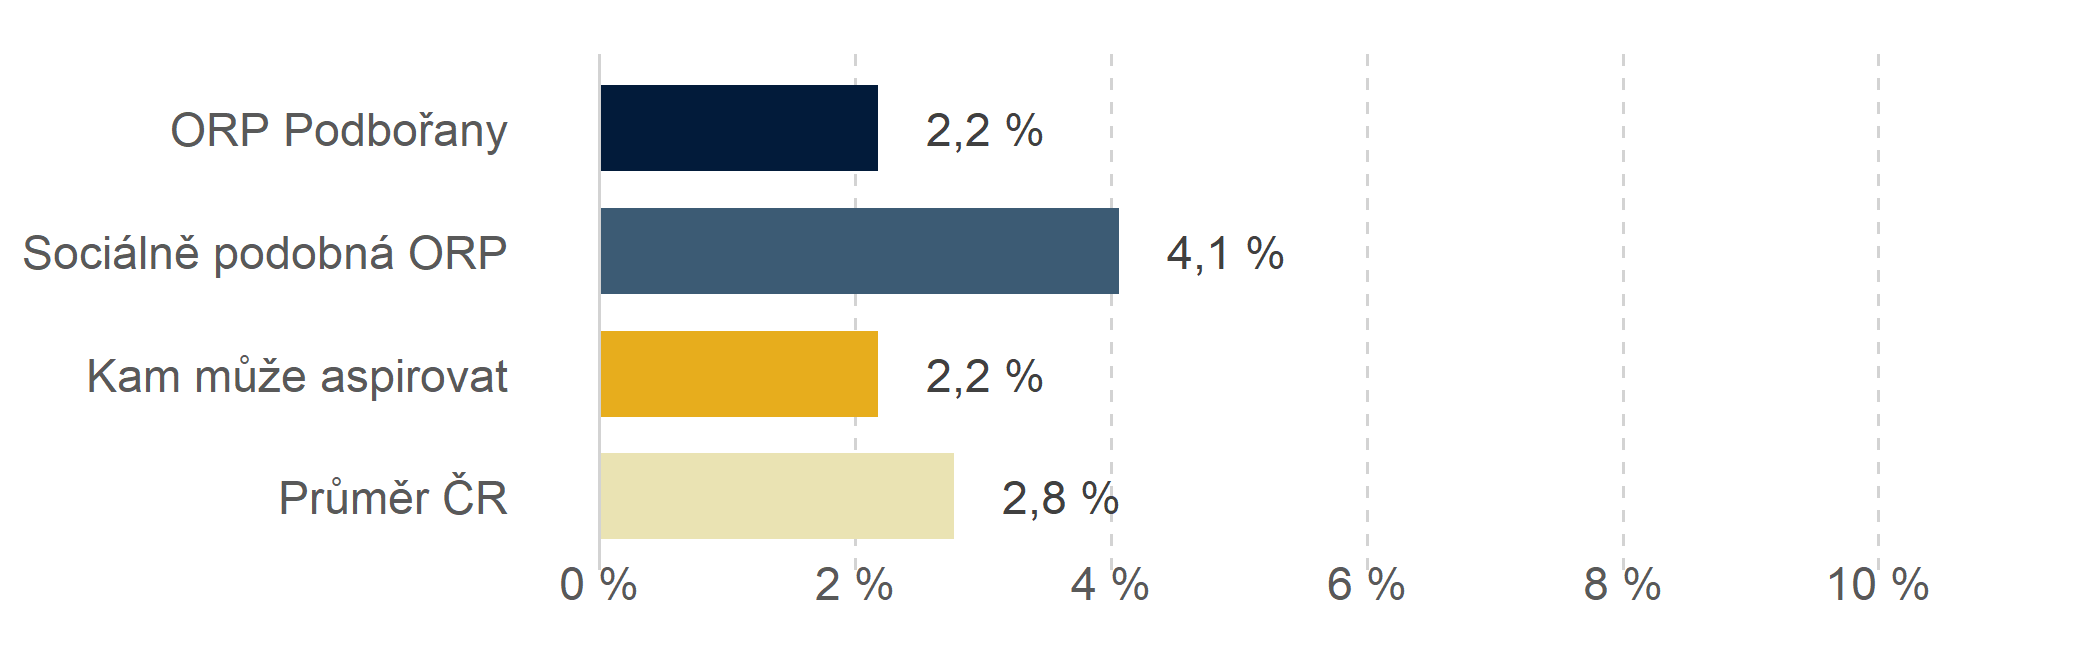 ORP Podbořany 2,2 %
Sociálně podobná ORP 4,1 %
Kam může aspirovat 2,2 %
Průměr ČR 2,8 %
0 % 2 % 4 % 6 % 8 % 10 %